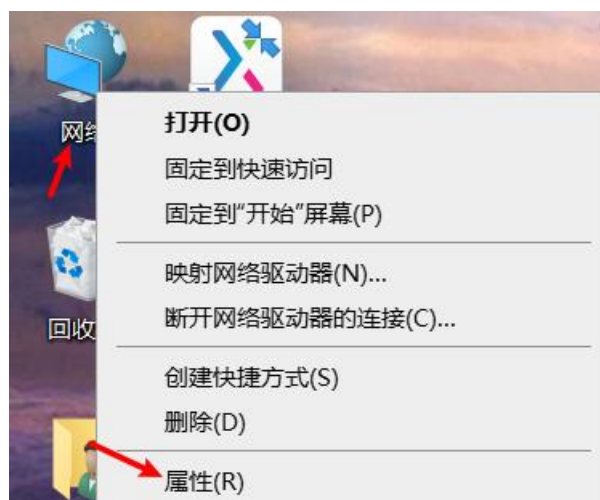 网络
打开(O)
固定到快速访问
固定到"开始"屏幕(P)
映射网络驱动器(N)...
断开网络驱动器的连接(C)...
回收
创建快捷方式(S)
删除(D)
属性(R)